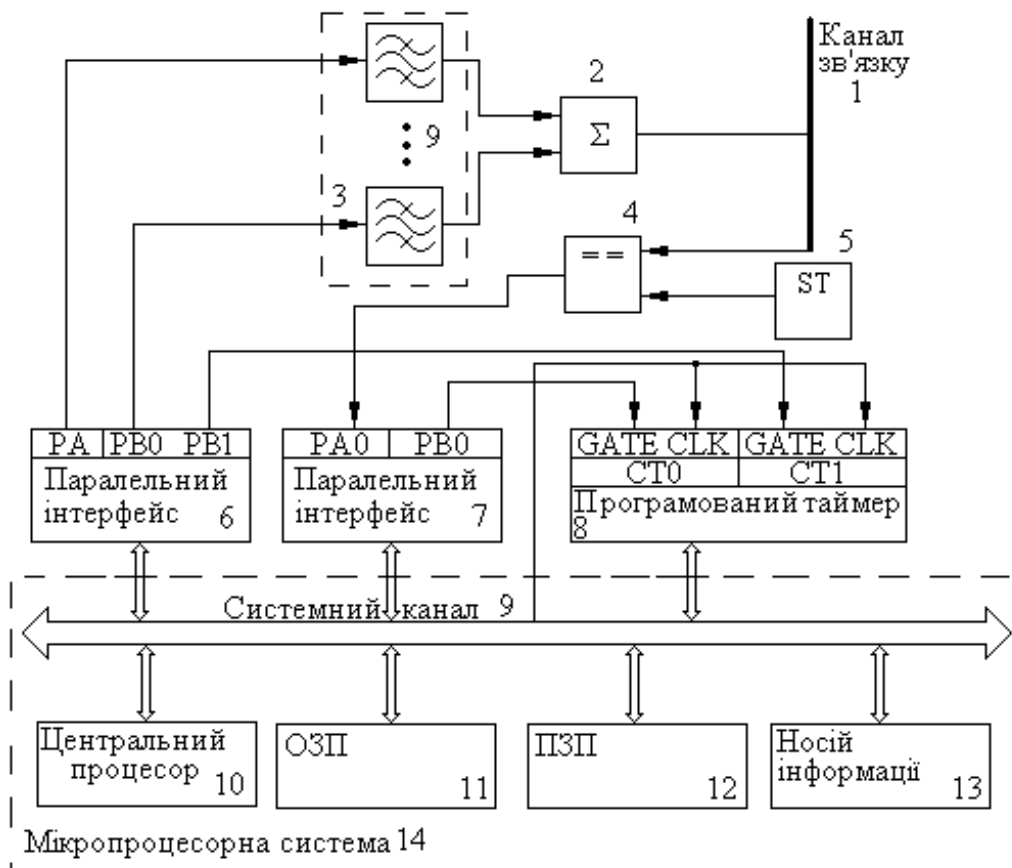 Канал
зв'язку
1
2
Σ
9
3
4
= =
5
ST
PA PB0 PB1
Паралельний
інтерфейс 6
PA0 PB0
Паралельний
інтерфейс 7
GATE CLK GATE CLK
CT0 CT1
Програмований таймер
8
Системний канал 9
Центральний
процесор 10
ОЗП
11
ПЗП
12
Носій
інформації 13
Мікропроцесорна система 14